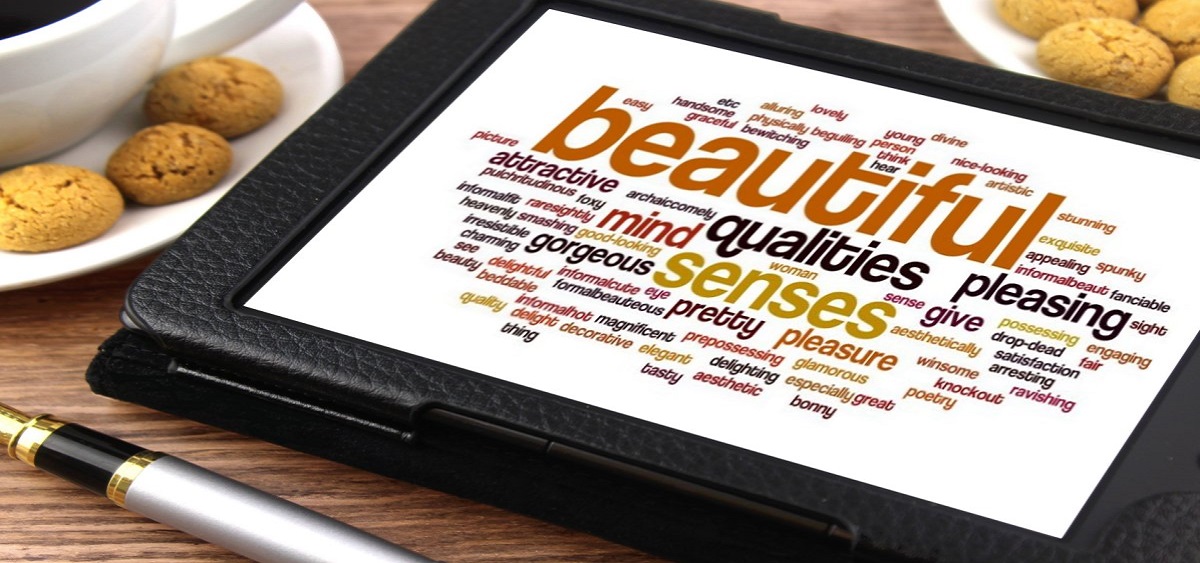 easy
handsome
etc
alluring
lovely
graceful
physically
bewitching
beguiling
young
person
divine
think
hear
nice-looking
artistic
picture
beautiful
stunning
attractive
pulchritudinous
foxy
archaiccomely
exquisite
informalfit
raresightly
mind
qualities
appealing
spunky
heavenly
smashing
good-looking
woman
informalbeaut
fanciable
irresistible
gorgeous
senses
pleasing
sight
charming
see
sense
give
possessing
engaging
beauty
delightful
informalcute
eye
aesthetically
drop-dead
fair
beddable
formalbeauteous
pretty
pleasure
satisfaction
quality
informalhot
magnificent
prepossessing
winsome
arresting
delight
decorative
elegant
delighting
glamorous
knockout
ravishing
thing
tasty
aesthetic
especially
great
poetry
bonny